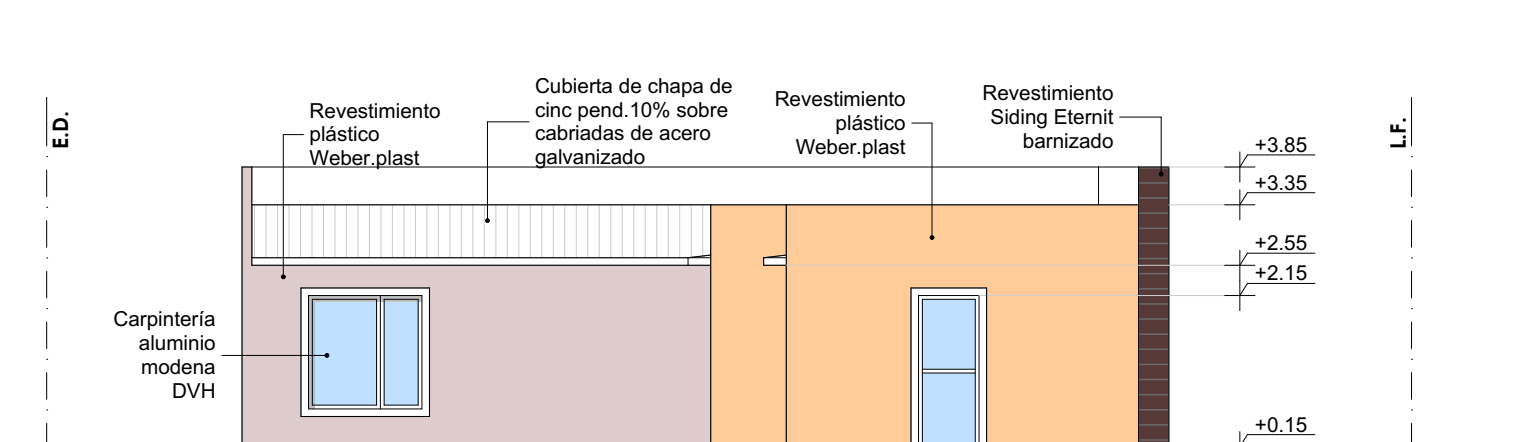 E.D.
Revestimiento
plástico
Weber.plast
Cubierta de chapa de
cinc pend.10% sobre
cabriadas de acero
galvanizado
Revestimiento
plástico
Weber.plast
Revestimiento
Siding Eternit
barnizado
L.F.
+3.85
+3.35
+2.55
+2.15
Carpintería
aluminio
modena
DVH
+0.15